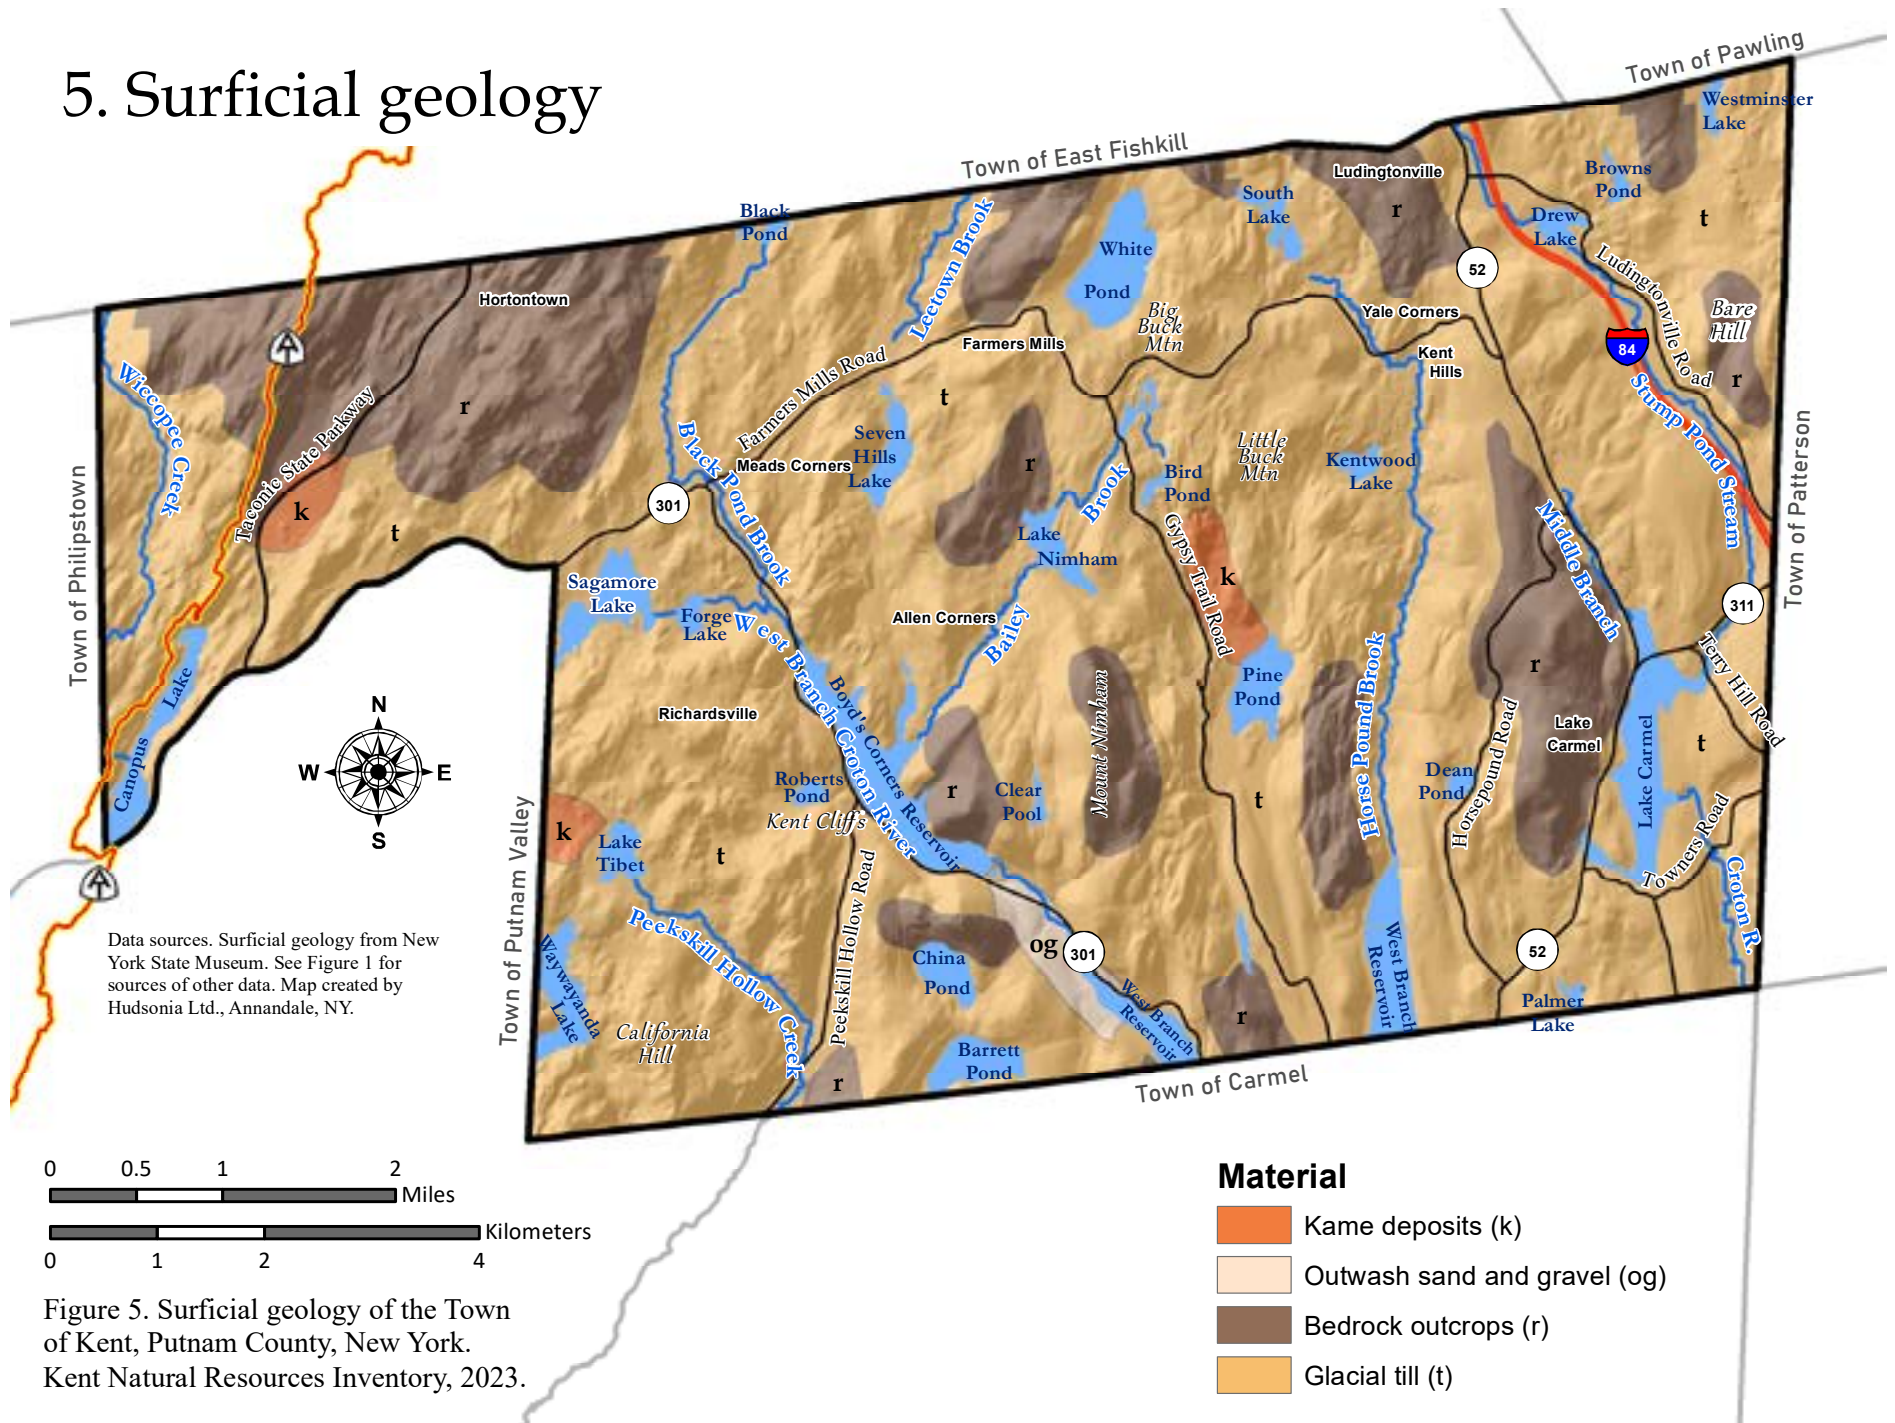 5. Surficial geology
Town of Pawling
Westminster
Lake
Town of East Fishkill
Ludingtonville
Browns
Pond
r
t
South
Lake
Drew
Lake
Black
Pond
Leetown Brook
White
Pond
52
Ludingtonville Road
Hortontown
Big
Buck
Mtn
Yale Corners
Bare
Hill
Farmers Mills
Kent
Hills
84
r
Wiccopee Creek
r
Taconic State Parkway
Farmers Mills Road
t
Stump Pond Stream
Black Pond Brook
Meads Corners
Seven
Hills
Lake
r
Brook
Bird
Pond
Little
Buck
Mtn
Kentwood
Lake
301
k
t
Lake
Nimham
Gypsy Trail Road
k
Middle Branch
Town of Patterson
Town of Philipstown
Sagamore
Lake
Forge
Lake
West Branch Croton River
Allen Corners
Bailey
311
Terry Hill Road
Canopus
Lake
N
W
E
S
Richardsville
Boyd's Corners Reservoir
Mount Nimham
Pine
Pond
Horse Pound Brook
r
Lake
Carmel
Horsepound Road
Lake Carmel
t
Roberts
Pond
Kent Cliffs
r
Clear
Pool
t
Dean
Pond
Towners Road
k
Lake
Tibet
t
Peekskill Hollow Road
Croton R.
Town of Putnam Valley
Peekskill Hollow Creek
Waywayanda
Lake
China
Pond
og
301
West Branch
Reservoir
West Branch
Reservoir
52
Palmer
Lake
r
California
Hill
Barrett
Pond
r
Town of Carmel
Data sources. Surficial geology from New
York State Museum. See Figure 1 for
sources of other data. Map created by
Hudsonia Ltd., Annandale, NY.
0 0.5 1 2
Miles
Kilometers
0 1 2 4
Figure 5. Surficial geology of the Town
of Kent, Putnam County, New York.
Kent Natural Resources Inventory, 2023.
Material
Kame deposits (k)
Outwash sand and gravel (og)
Bedrock outcrops (r)
Glacial till (t)